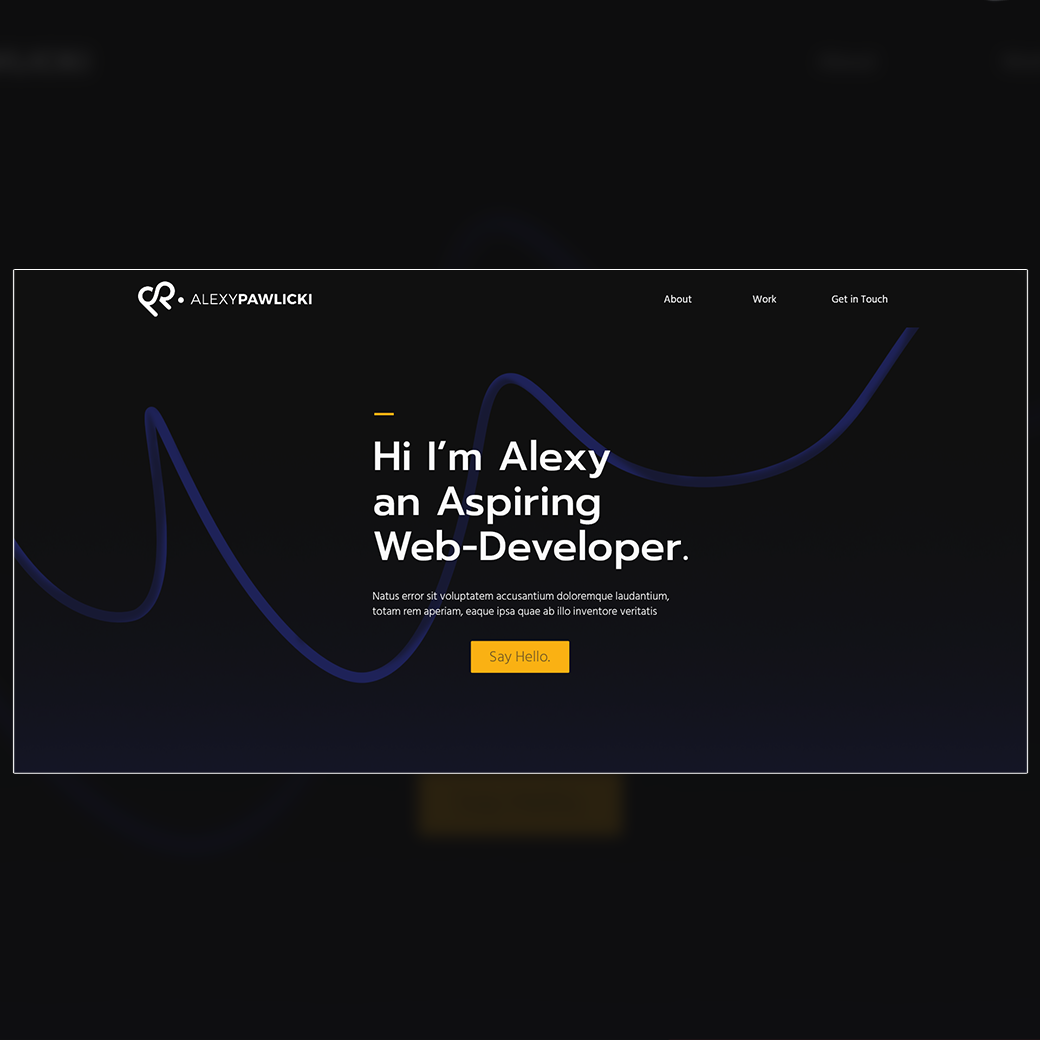 ALEXYPAWLICKI
About Work Get in Touch
Hi I’m Alexy
an Aspiring
Web-Developer.
Natus error sit voluptatem accusantium doloremque laudantium,
totam rem aperiam, eaque ipsa quae ab illo inventore veritatis
Say Hello.